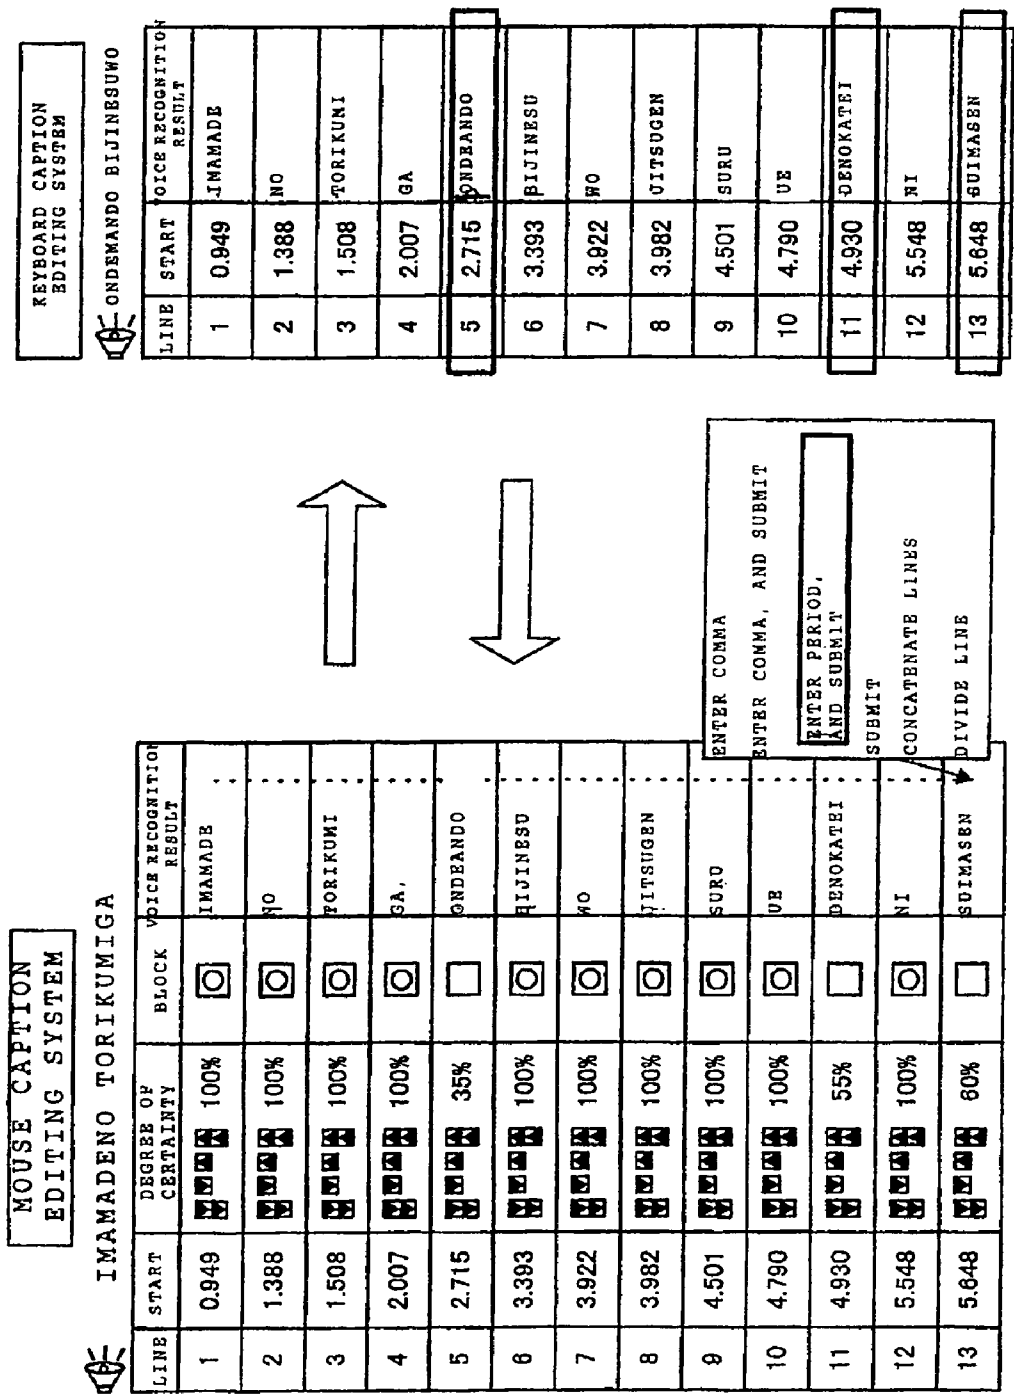 MOUSE CAPTION
EDITING SYSTEM
IMAMADENO TORIKUMIGA
LINE START DEGREE OF CERTAINTY BLOCK VOICE RECOGNITION RESULT
1 0.949 100% IMAMADE
2 1.388 100% NO
3 1.508 100% TORIKUMI
4 2.007 100% GA,
5 2.715 35% ONDEANDO
6 3.393 100% BIJINESU
7 3.922 100% WO
8 3.982 100% JITSUGEN
9 4.501 100% SURU
10 4.790 100% UE
11 4.930 55% DENOKATEI
12 5.548 100% NI
13 5.648 60% SUIMASEN
ENTER COMMA
ENTER COMMA, AND SUBMIT
ENTER PERIOD,
AND SUBMIT
SUBMIT
CONCATENATE LINES
DIVIDE LINE
KEYBOARD CAPTION
EDITING SYSTEM
ONDEMANDO BIJINESUWO
LINE START VOICE RECOGNITION RESULT
1 0.949 IMAMADE
2 1.388 NO
3 1.508 TORIKUMI
4 2.007 GA
5 2.715 ONDEANDO
6 3.393 BIJINESU
7 3.922 WO
8 3.982 JITSUGEN
9 4.501 SURU
10 4.790 UE
11 4.930 DENOKATEI
12 5.548 NI
13 5.648 SUIMASEN